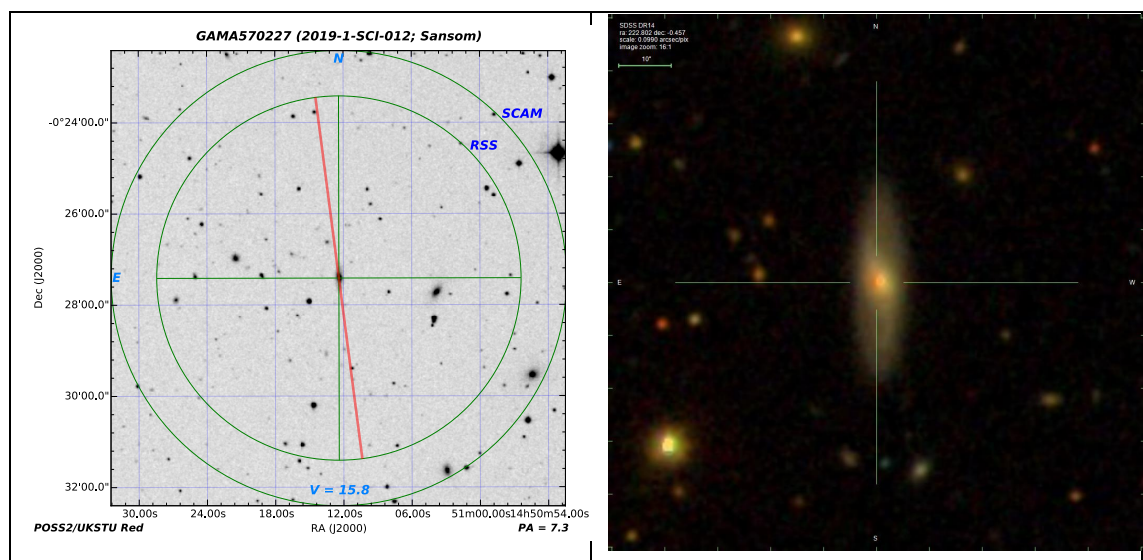 GAMA570227 (2019-1-SCI-012; Sansom)
N
SCAM
RSS
E
-0°24'00.0"
26'00.0"
28'00.0"
30'00.0"
32'00.0"
Dec (J2000)
V = 15.8
30.00s 24.00s 18.00s 12.00s 06.00s 51m00.00s 14h50m54.00s
RA (J2000)
POSS2/UKSTU Red
PA = 7.3
SDSS DR14
ra: 222.802 dec: -0.457
scale: 0.0990 arcsec/pix
image zoom: 16:1
10"
N
E
W
S